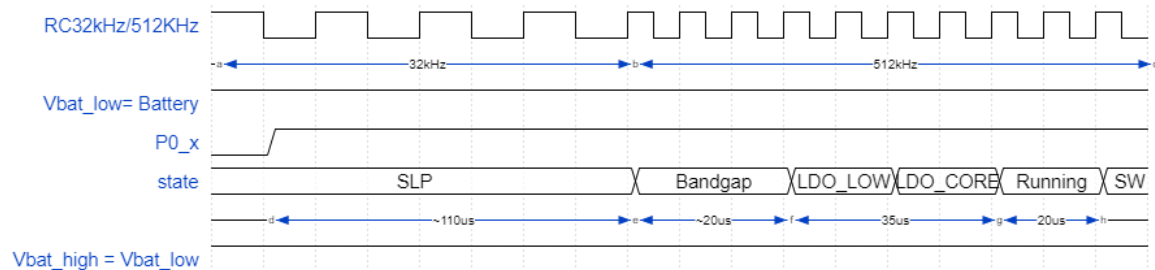 RC32kHz/512KHz
a 32kHz b 512kHz c
Vbat_low= Battery
P0_x
state SLP Bandgap LDO_LOW LDO_CORE Running SW
d ~110us e ~20us f 35us g 20us h
Vbat_high = Vbat_low